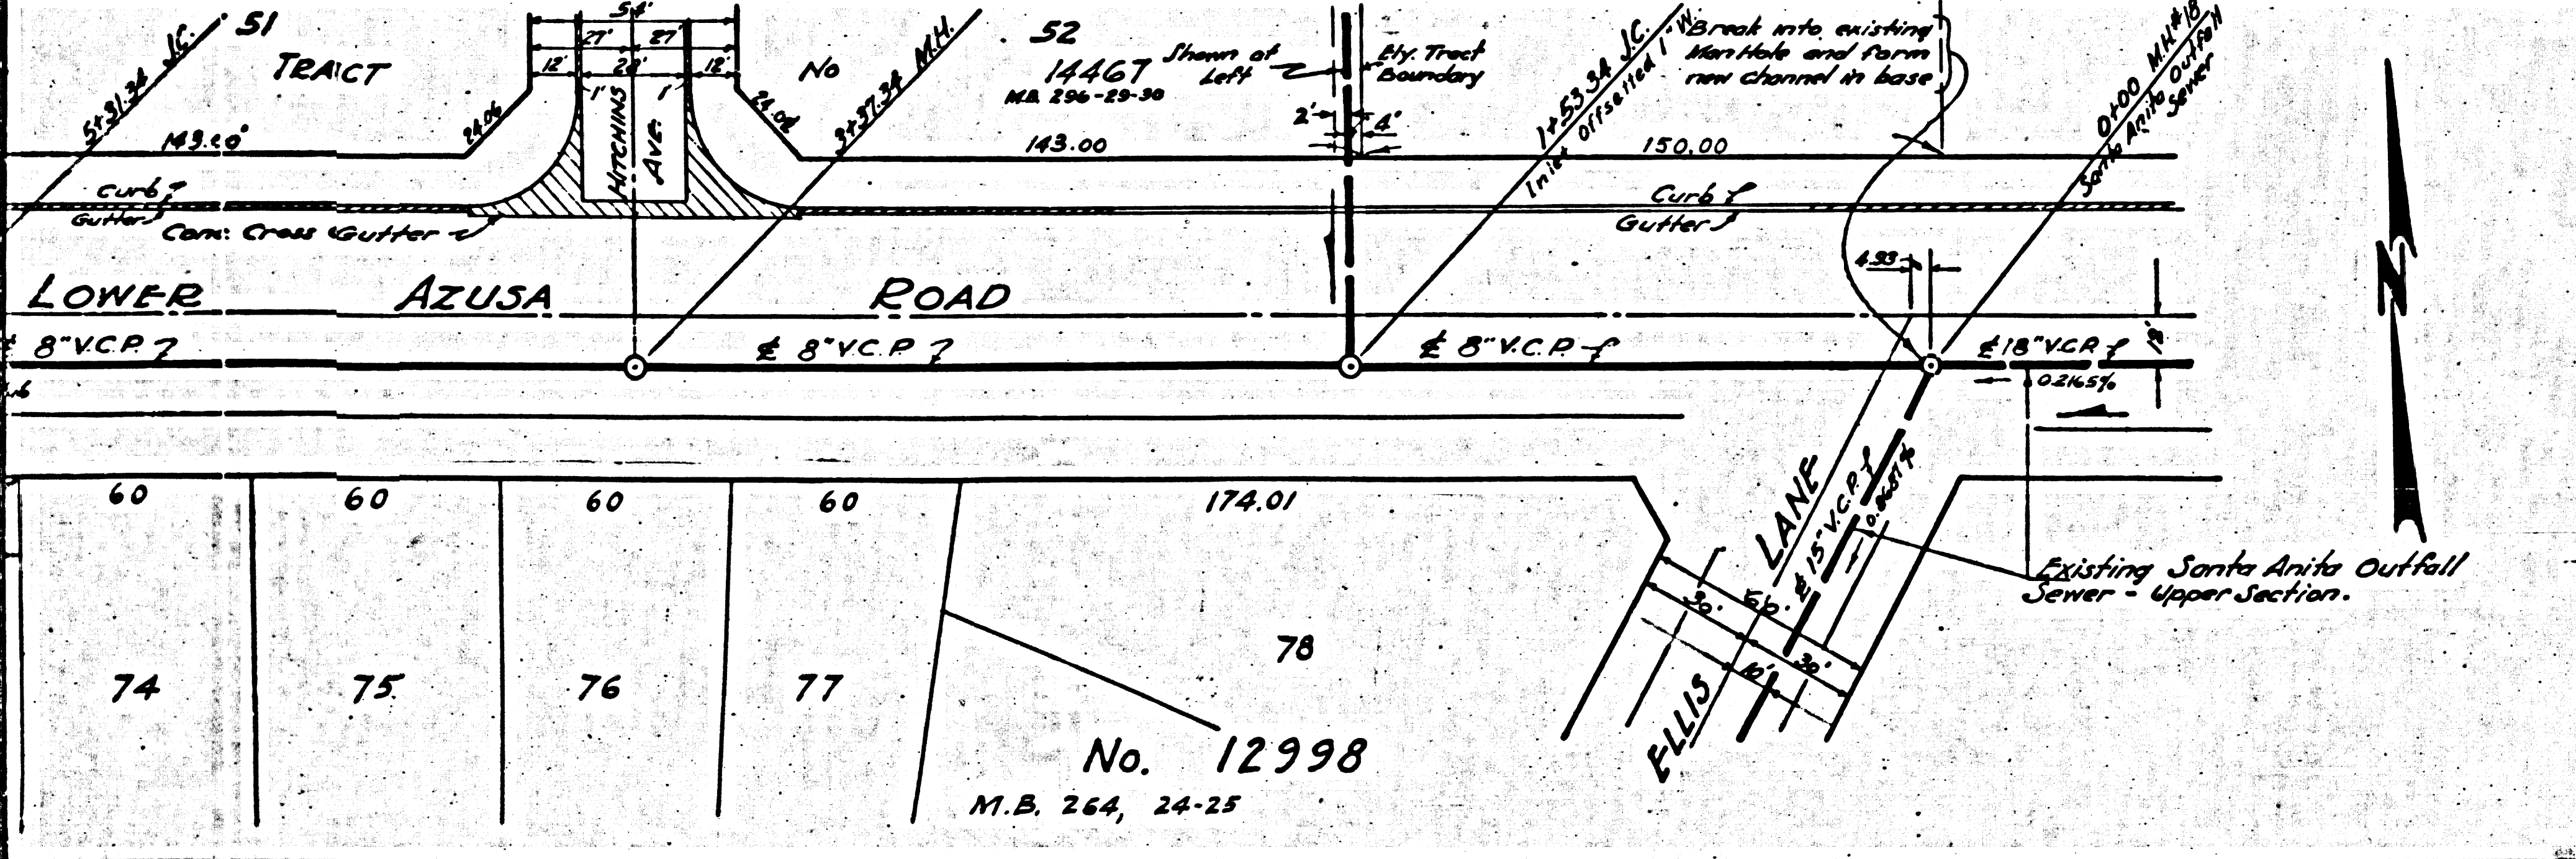 51
TRACT
5+31.34 J.C.
143.00
24.06
54'
27' 27'
12' 28' 12'
1' 1'
HITCHINS
AVE.
24.06
3+37.34 M.H.
No
52
14467
M.B. 296-29-30
Shown at
Left
Ely. Tract
Boundary
2'
4'
143.00
1+53.34 J.C.
Inlet Offsetted 1' W.
Break into existing
ManHole and form
new channel in base
150.00
0+00 M.H.#18
Santa Anita Outfall
Sewer
Curb
Gutter
Conc. Cross Gutter
Curb
Gutter
4.93
LOWER AZUSA ROAD
8" V.C.P.
℄ 8" V.C.P.
℄ 8" V.C.P.
℄ 18" V.C.P.
0.2165%
N
60
60
60
60
174.01
74
75
76
77
78
No. 12998
M.B. 264, 24-25
ELLIS LANE
℄ 15" V.C.P.
30'
30'
10'
Existing Santa Anita Outfall
Sewer - Upper Section.